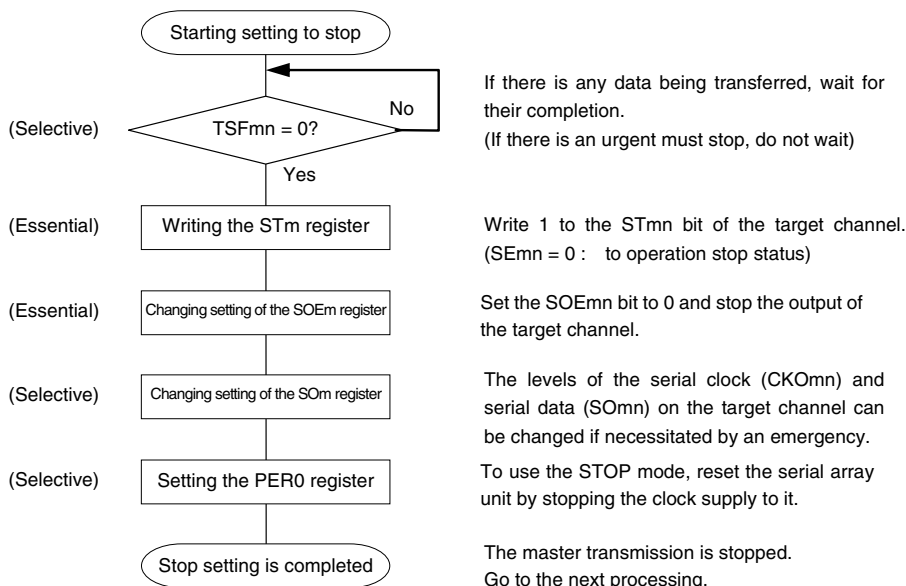 Starting setting to stop
(Selective)
TSFmn = 0?
No
Yes
If there is any data being transferred, wait for
their completion.
(If there is an urgent must stop, do not wait)
(Essential)
Writing the STm register
Write 1 to the STmn bit of the target channel.
(SEmn = 0 : to operation stop status)
(Essential)
Changing setting of the SOEm register
Set the SOEmn bit to 0 and stop the output of
the target channel.
(Selective)
Changing setting of the SOm register
The levels of the serial clock (CKOmn) and
serial data (SOmn) on the target channel can
be changed if necessitated by an emergency.
(Selective)
Setting the PER0 register
To use the STOP mode, reset the serial array
unit by stopping the clock supply to it.
Stop setting is completed
The master transmission is stopped.
Go to the next processing.